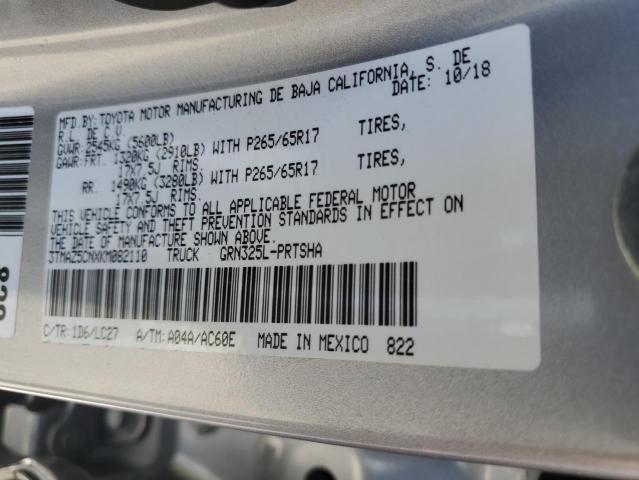 MFD.BY:TOYOTA MOTOR MANUFACTURING DE BAJA CALIFORNIA, S. DE
R.L. DE C.V. DATE: 10/18
GVWR 2545KG (5600LB)
GAWR:FRT. 1320KG (2910LB) WITH P265/65R17 TIRES,
17X7.5J RIMS.
RR. 1490KG (3280LB) WITH P265/65R17 TIRES,
17X7.5J RIMS.
THIS VEHICLE CONFORMS TO ALL APPLICABLE FEDERAL MOTOR
VEHICLE SAFETY AND THEFT PREVENTION STANDARDS IN EFFECT ON
THE DATE OF MANUFACTURE SHOWN ABOVE.
3TMAZ5CNXKM082110 TRUCK GRN325L-PRTSHA
C/TR:1D6/LC27 A/TM:A04A/AC60E MADE IN MEXICO 822